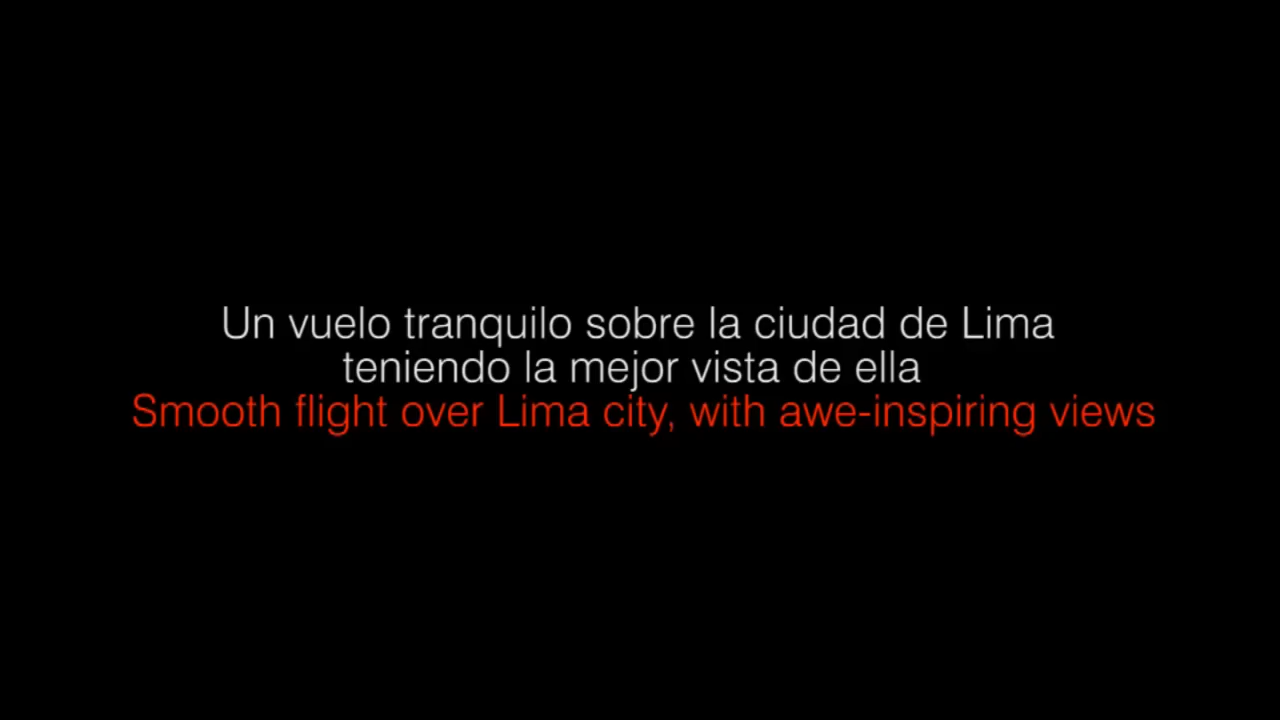 Un vuelo tranquilo sobre la ciudad de Lima
teniendo la mejor vista de ella
Smooth flight over Lima city, with awe-inspiring views